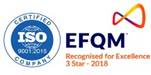 CERTIFIED
ISO
9001:2015
COMPANY
EFQM
Recognised for Excellence
3 Star - 2018